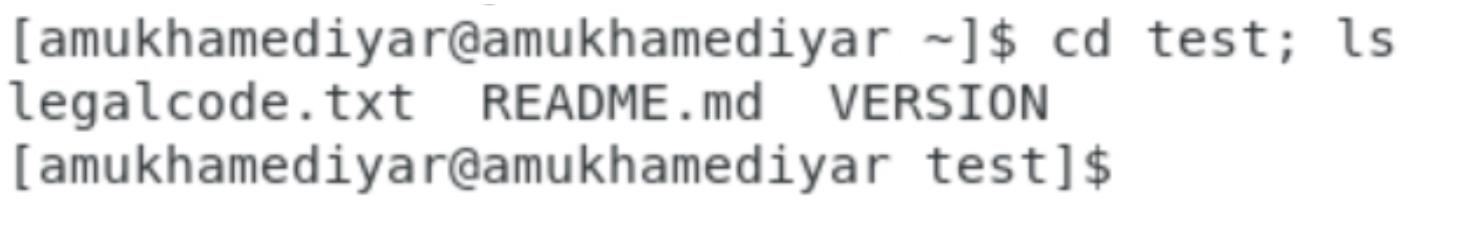 [amukhamediyar@amukhamediyar ~]$ cd test; ls
legalcode.txt  README.md  VERSION
[amukhamediyar@amukhamediyar test]$